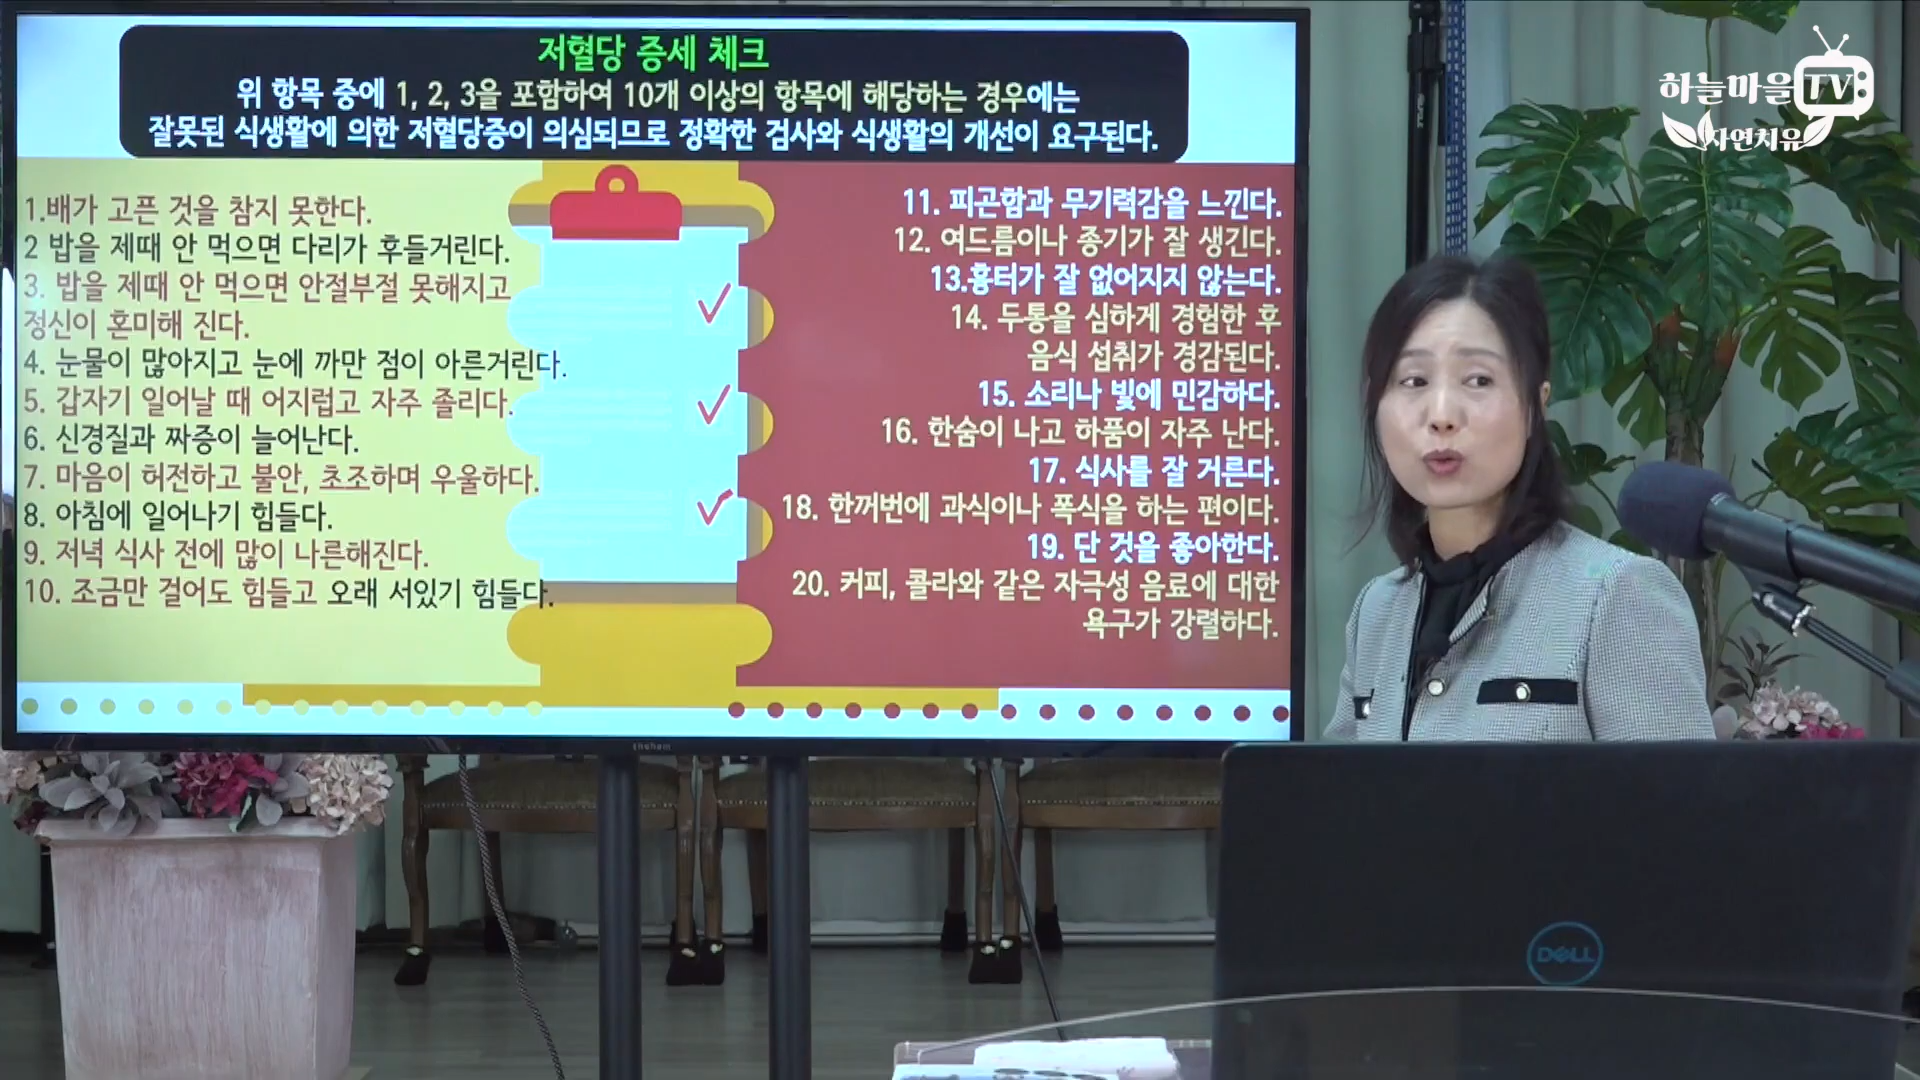 저혈당 증세 체크
위 항목 중에 1, 2, 3을 포함하여 10개 이상의 항목에 해당하는 경우에는
잘못된 식생활에 의한 저혈당증이 의심되므로 정확한 검사와 식생활의 개선이 요구된다.
1.배가 고픈 것을 참지 못한다.
2 밥을 제때 안 먹으면 다리가 후들거린다.
3. 밥을 제때 안 먹으면 안절부절 못해지고
정신이 혼미해 진다.
4. 눈물이 많아지고 눈에 까만 점이 아른거린다.
5. 갑자기 일어날 때 어지럽고 자주 졸리다.
6. 신경질과 짜증이 늘어난다.
7. 마음이 허전하고 불안, 초조하며 우울하다.
8. 아침에 일어나기 힘들다.
9. 저녁 식사 전에 많이 나른해진다.
10. 조금만 걸어도 힘들고 오래 서있기 힘들다.
11. 피곤함과 무기력감을 느낀다.
12. 여드름이나 종기가 잘 생긴다.
13.흉터가 잘 없어지지 않는다.
14. 두통을 심하게 경험한 후
음식 섭취가 경감된다.
15. 소리나 빛에 민감하다.
16. 한숨이 나고 하품이 자주 난다.
17. 식사를 잘 거른다.
18. 한꺼번에 과식이나 폭식을 하는 편이다.
19. 단 것을 좋아한다.
20. 커피, 콜라와 같은 자극성 음료에 대한
욕구가 강렬하다.
하늘마을 TV
자연치유
DELL